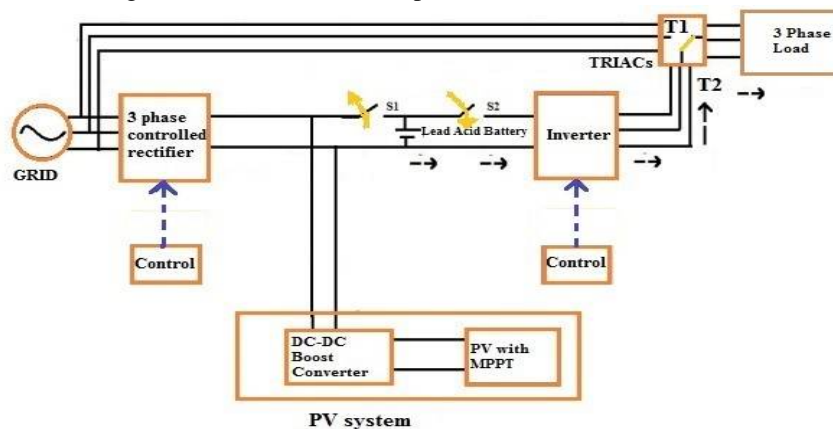 T1
3 Phase
Load
TRIACs
T2
3 phase
controlled
rectifier
S1
S2
Lead Acid Battery
Inverter
GRID
Control
Control
DC-DC
Boost
Converter
PV with
MPPT
PV system